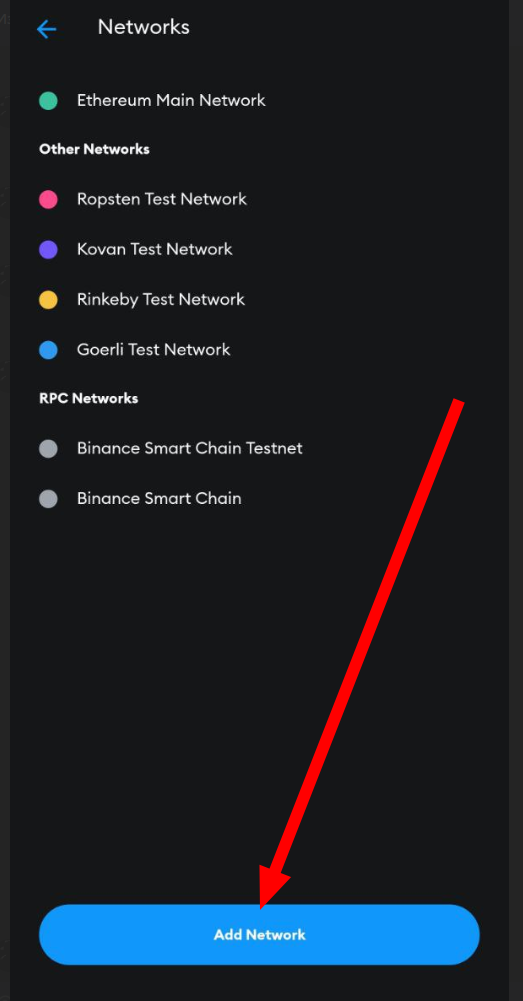 Networks
Ethereum Main Network
Other Networks
Ropsten Test Network
Kovan Test Network
Rinkeby Test Network
Goerli Test Network
RPC Networks
Binance Smart Chain Testnet
Binance Smart Chain
Add Network